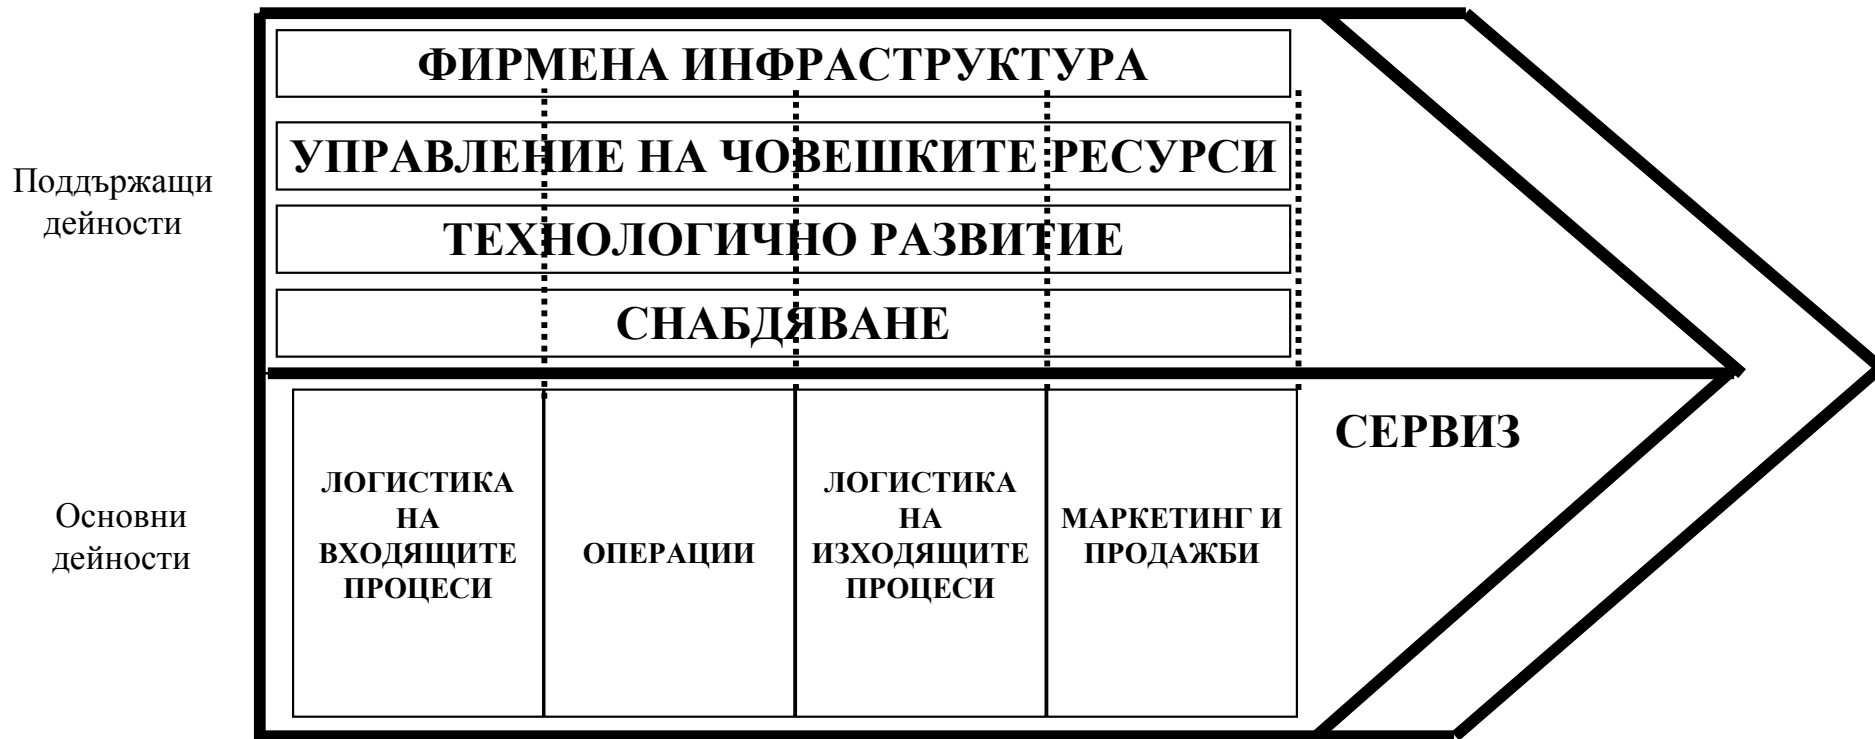 ФИРМЕНА ИНФРАСТРУКТУРА
УПРАВЛЕНИЕ НА ЧОВЕШКИТЕ РЕСУРСИ
Поддържащи
дейности
ТЕХНОЛОГИЧНО РАЗВИТИЕ
СНАБДЯВАНЕ
Основни
дейности
ЛОГИСТИКА
НА
ВХОДЯЩИТЕ
ПРОЦЕСИ
ОПЕРАЦИИ
ЛОГИСТИКА
НА
ИЗХОДЯЩИТЕ
ПРОЦЕСИ
МАРКЕТИНГ И
ПРОДАЖБИ
СЕРВИЗ